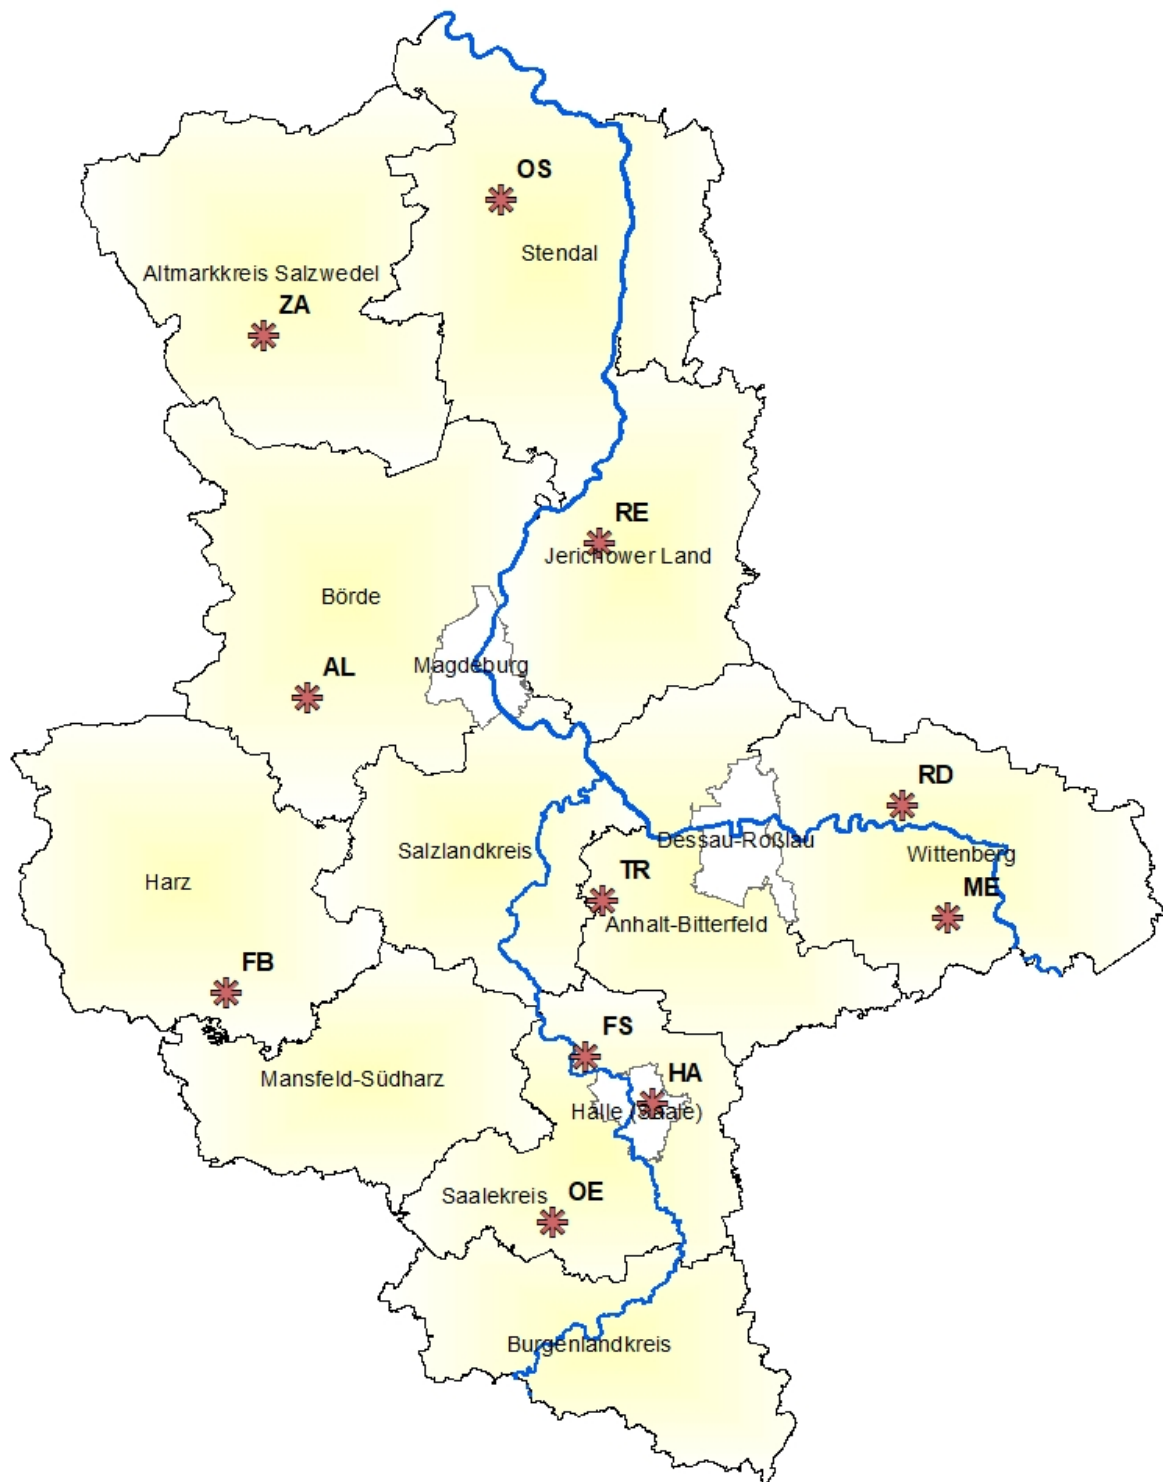 OS
Stendal
Altmarkkreis Salzwedel
ZA
RE
Jerichower Land
Börde
Magdeburg
AL
RD
Dessau-Roßlau
Wittenberg
Salzlandkreis
TR
Harz
ME
Anhalt-Bitterfeld
FB
FS
Mansfeld-Südharz
HA
Halle (Saale)
Saalekreis
OE
Burgenlandkreis